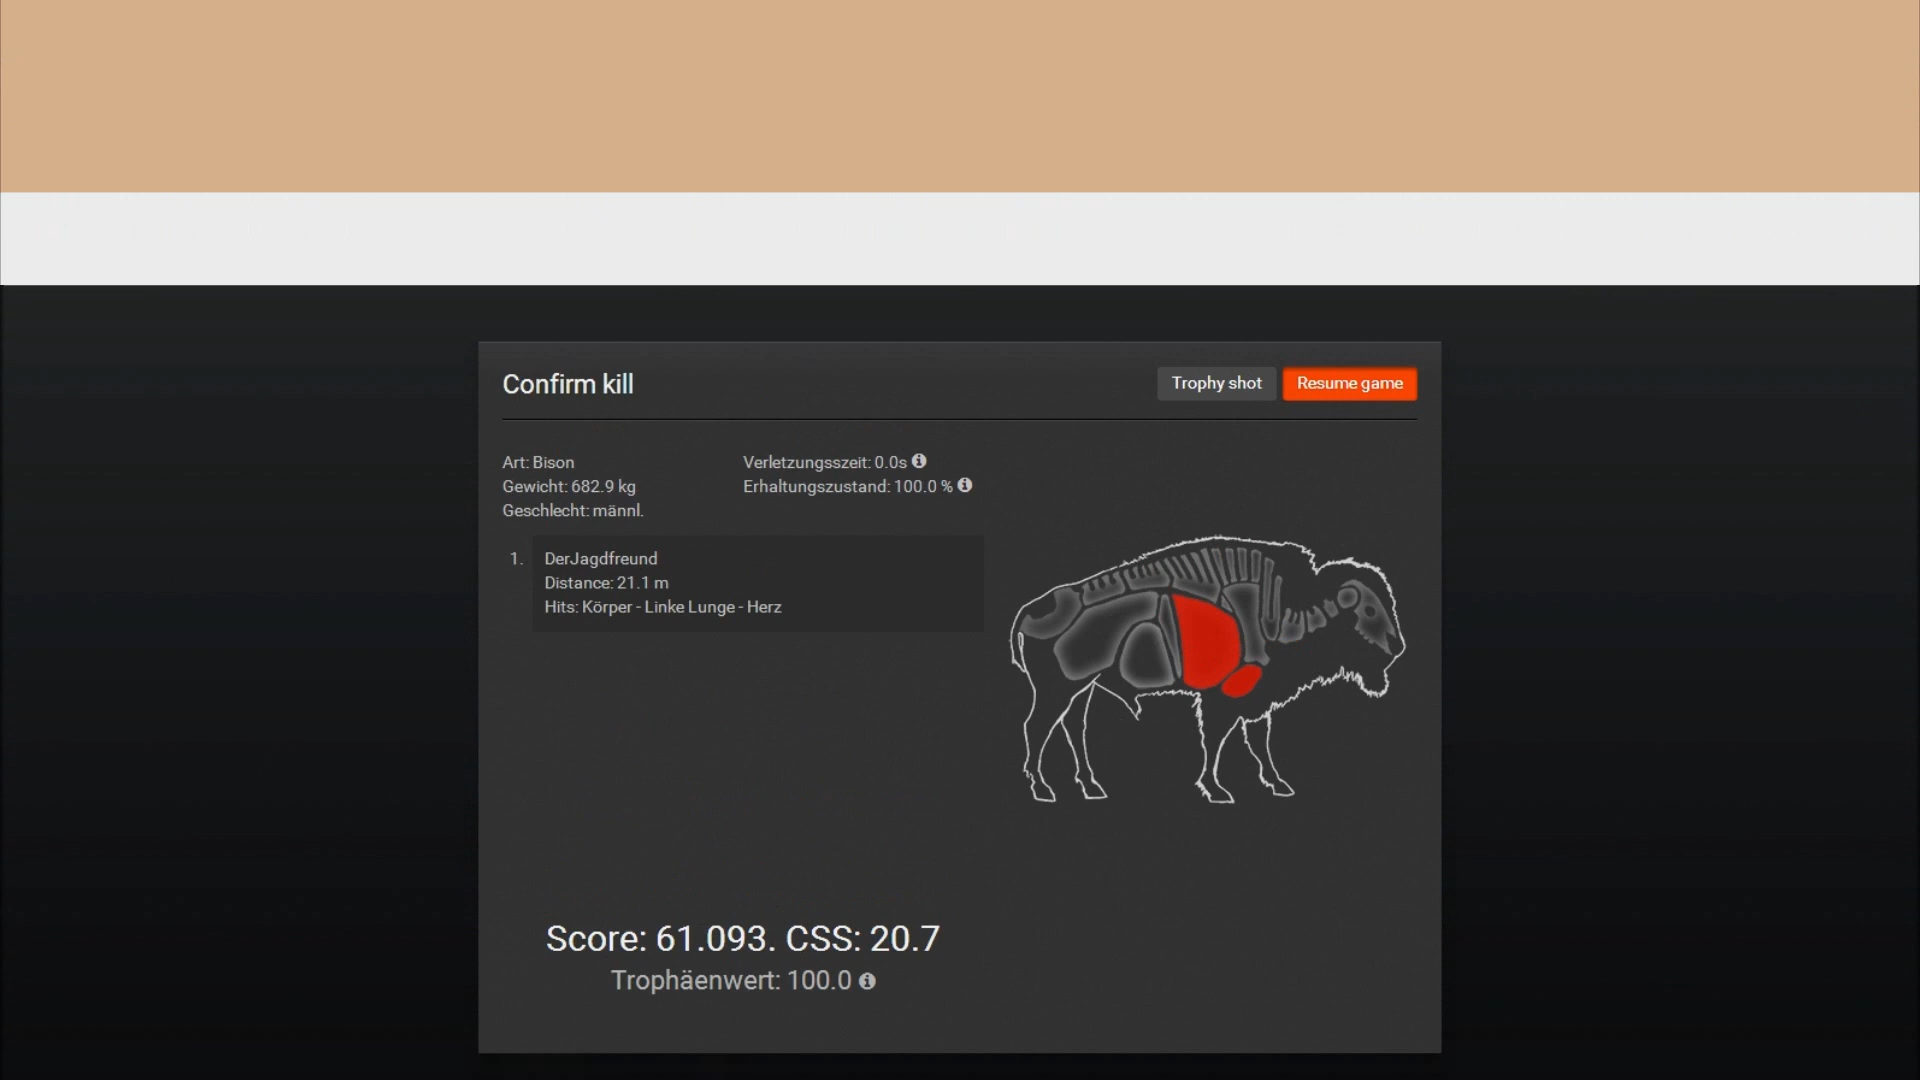 Confirm kill
Trophy shot
Resume game
Art: Bison
Gewicht: 682.9 kg
Geschlecht: männl.
Verletzungsszeit: 0.0s
Erhaltungszustand: 100.0 %
1.
DerJagdfreund
Distance: 21.1 m
Hits: Körper - Linke Lunge - Herz
Score: 61.093. CSS: 20.7
Trophäenwert: 100.0